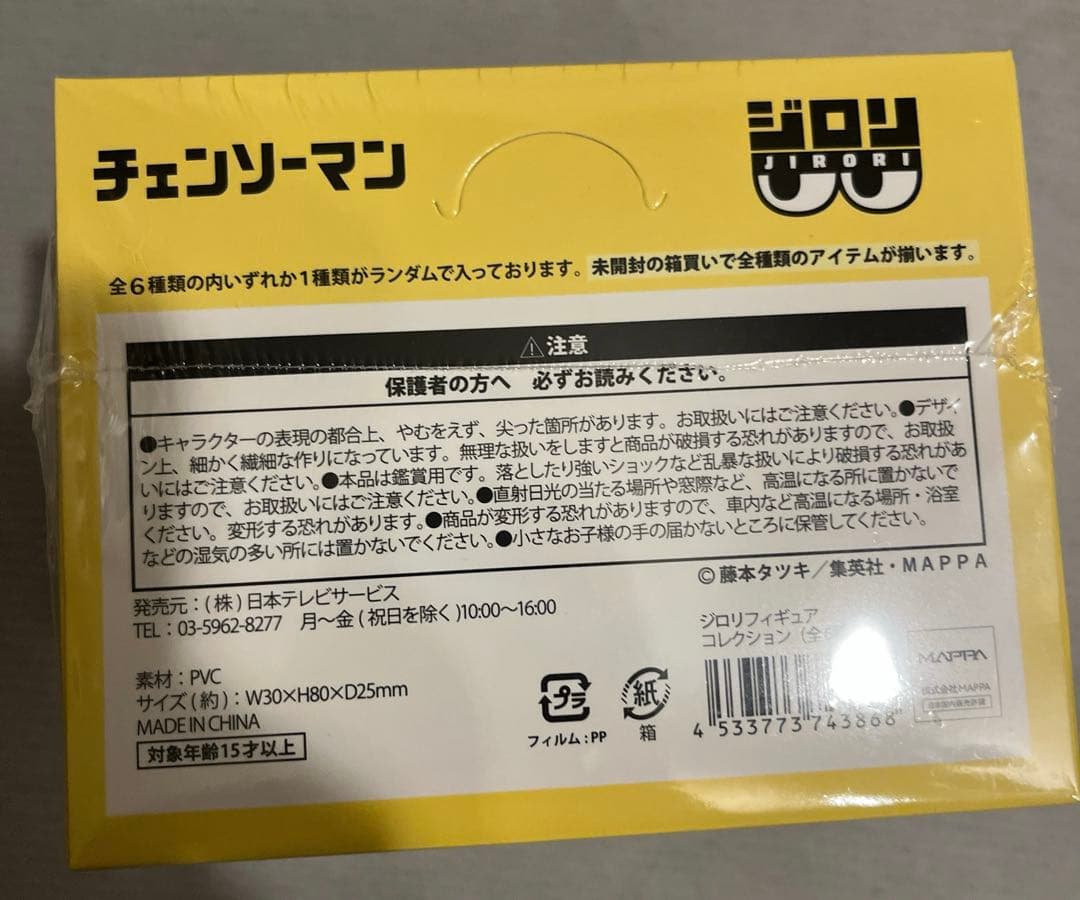 チェンソーマン
ジロリ
JIRORI
全6種類の内いずれか1種類がランダムで入っております。未開封の箱買いで全種類のアイテムが揃います。
⚠注意
保護者の方へ 必ずお読みください。
●キャラクターの表現の都合上、やむをえず、尖った箇所があります。お取扱いにはご注意ください。●デザイ
ン上、細かく繊細な作りになっています。無理な扱いをしますと商品が破損する恐れがありますので、お取扱
いにはご注意ください。●本品は鑑賞用です。落としたり強いショックなど乱暴な扱いにより破損する恐れがあ
りますので、お取扱いにはご注意ください。●直射日光の当たる場所や窓際など、高温になる所に置かないで
ください。変形する恐れがあります。●商品が変形する恐れがありますので、車内など高温になる場所・浴室
などの湿気の多い所には置かないでください。●小さなお子様の手の届かないところに保管してください。
©藤本タツキ/集英社・MAPPA
発売元:(株)日本テレビサービス
TEL:03-5962-8277 月〜金(祝日を除く)10:00〜16:00
素材:PVC
サイズ(約):W30×H80×D25mm
MADE IN CHINA
対象年齢15才以上
プラ
フィルム:PP
紙
箱
ジロリフィギュア
コレクション(全6
4 533773 743868
MAPPA
株式会社MAPPA
日本国内販売許諾